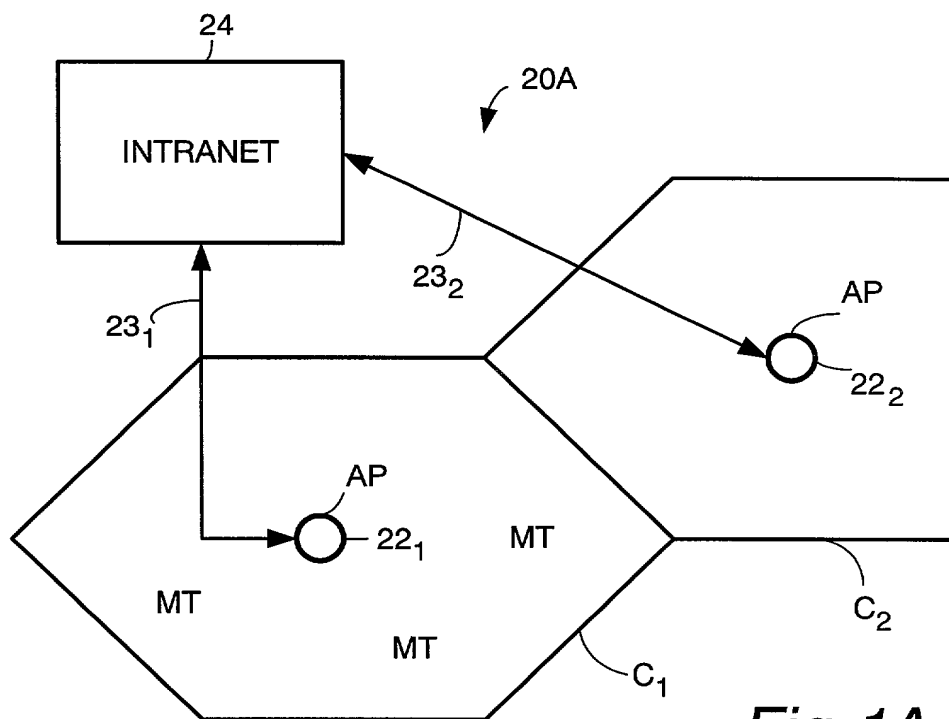 24
20A
INTRANET
23₂
AP
23₁
22₂
AP
22₁
MT
MT
C₂
MT
C₁
Fig. 1A